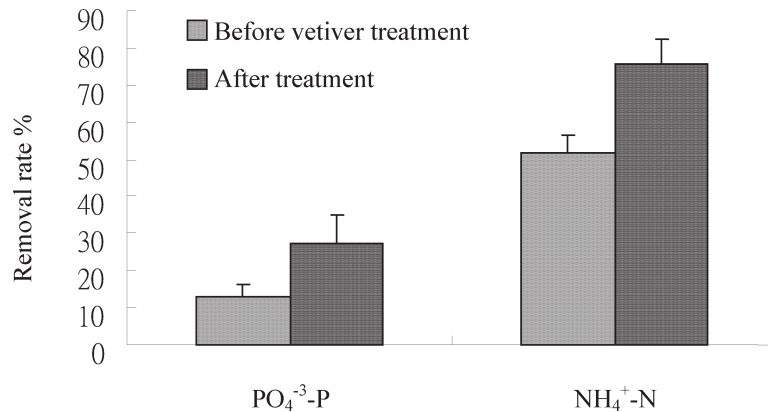 90
80
70
60
50
40
30
20
10
0
Removal rate %
Before vetiver treatment
After treatment
PO₄⁻³-P
NH₄⁺-N